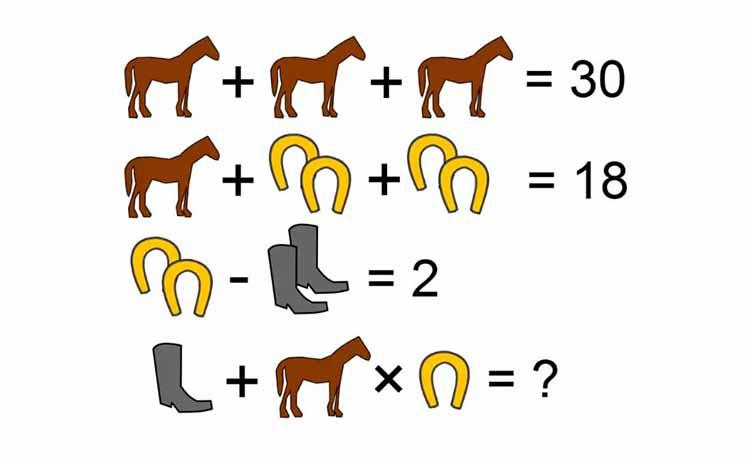 + + = 30
+ + = 18
- = 2
+ × = ?